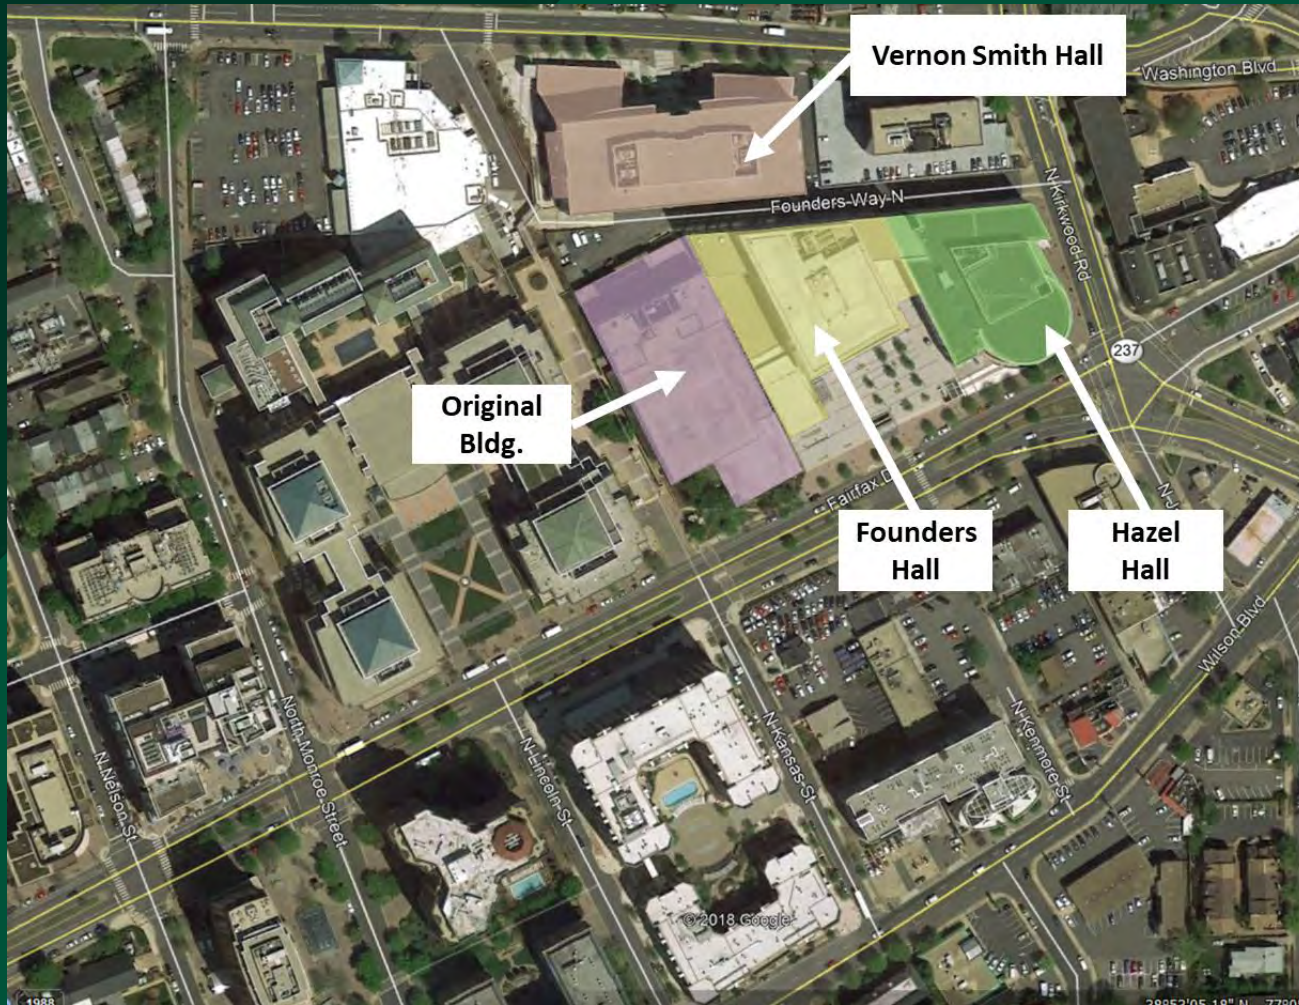 Vernon Smith Hall
Washington Blvd
Founders Way N
N Kirkwood Rd
237
Original
Bldg.
Fairfax D
Founders
Hall
Hazel
Hall
N J
Wilson Blvd
N Nelson St
North Monroe Street
N Lincoln St
N Kansas St
N Kenmore St
© 2018 Google
1988